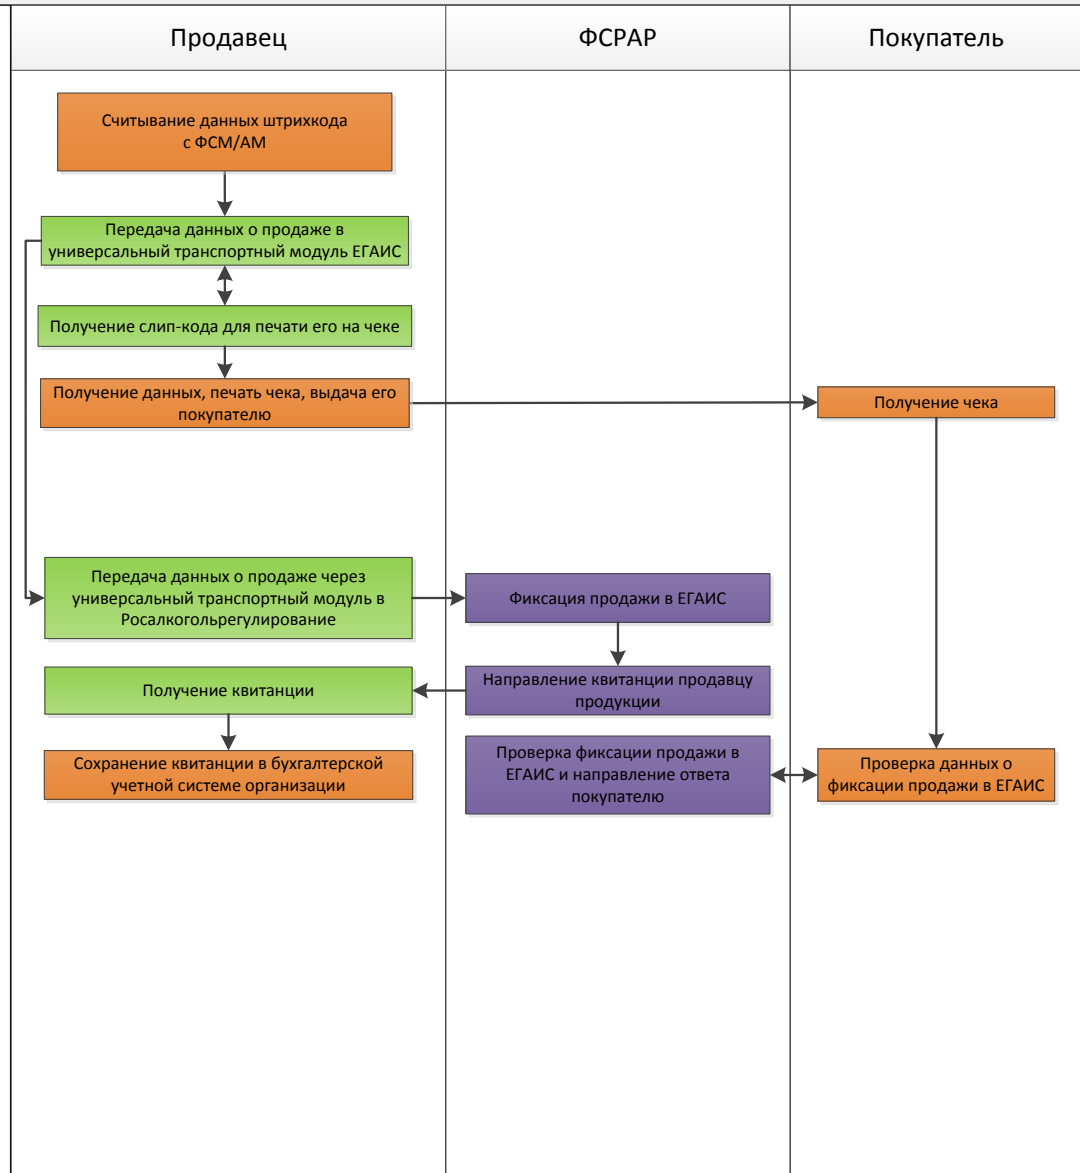 Продавец
ФСРАР
Покупатель
Считывание данных штрихкода
с ФСМ/АМ
Передача данных о продаже в
универсальный транспортный модуль ЕГАИС
Получение слип-кода для печати его на чеке
Получение данных, печать чека, выдача его
покупателю
Получение чека
Передача данных о продаже через
универсальный транспортный модуль в
Росалкогольрегулирование
Фиксация продажи в ЕГАИС
Получение квитанции
Направление квитанции продавцу
продукции
Сохранение квитанции в бухгалтерской
учетной системе организации
Проверка фиксации продажи в
ЕГАИС и направление ответа
покупателю
Проверка данных о
фиксации продажи в ЕГАИС